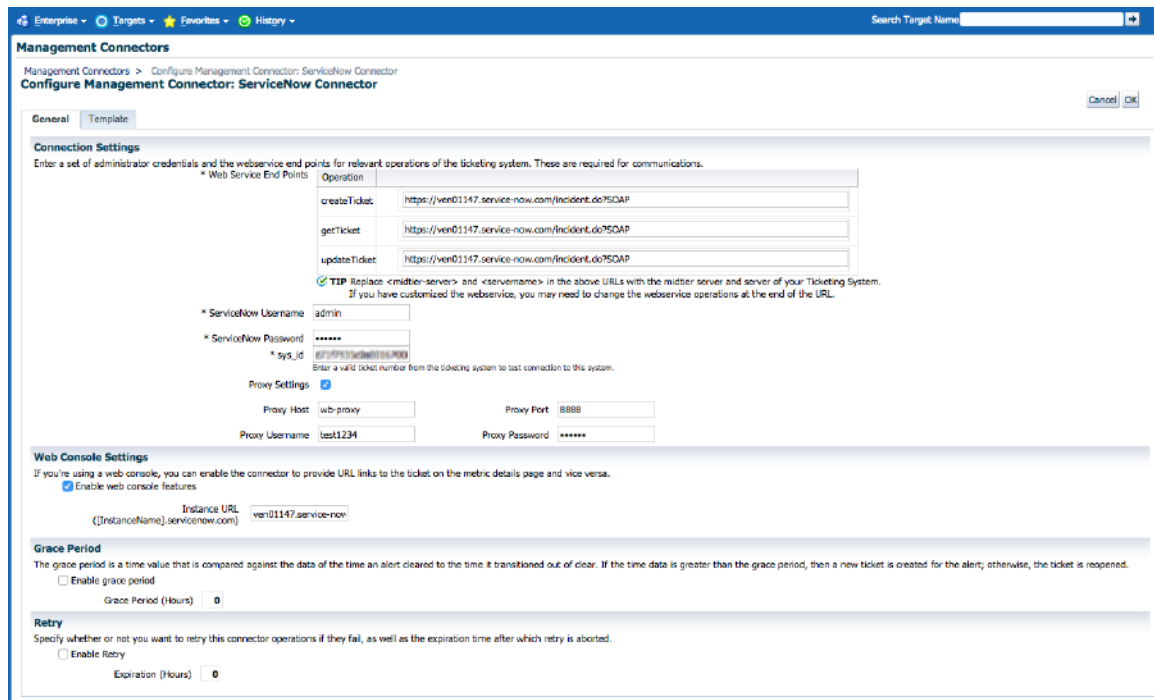 Enterprise Targets Favorites History Search Target Name
Management Connectors
Management Connectors > Configure Management Connector: ServiceNow Connector
Configure Management Connector: ServiceNow Connector
Cancel OK
General Template
Connection Settings
Enter a set of administrator credentials and the webservice end points for relevant operations of the ticketing system. These are required for communications.
* Web Service End Points Operation
createTicket https://ven01147.service-now.com/incident.do?SOAP
getTicket https://ven01147.service-now.com/incident.do?SOAP
updateTicket https://ven01147.service-now.com/incident.do?SOAP
TIP Replace <midtier-server> and <servername> in the above URLs with the midtier server and server of your Ticketing System.
If you have customized the webservice, you may need to change the webservice operations at the end of the URL.
* ServiceNow Username admin
* ServiceNow Password ••••••
* sys_id
Enter a valid ticket number from the ticketing system to test connection to this system.
Proxy Settings
Proxy Host wb-proxy Proxy Port 8888
Proxy Username test1234 Proxy Password ••••••
Web Console Settings
If you're using a web console, you can enable the connector to provide URL links to the ticket on the metric details page and vice versa.
Enable web console features
Instance URL
([InstanceName].servicenow.com) ven01147.service-now
Grace Period
The grace period is a time value that is compared against the data of the time an alert cleared to the time it transitioned out of clear. If the time data is greater than the grace period, then a new ticket is created for the alert; otherwise, the ticket is reopened.
Enable grace period
Grace Period (Hours) 0
Retry
Specify whether or not you want to retry this connector operations if they fail, as well as the expiration time after which retry is aborted.
Enable Retry
Expiration (Hours) 0